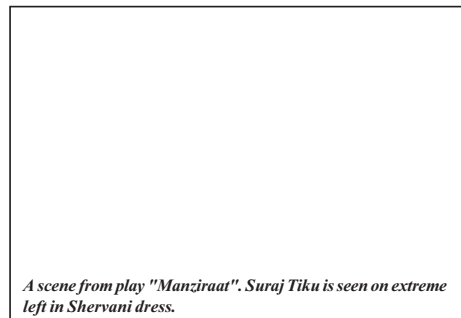 A scene from play "Manziraat". Suraj Tiku is seen on extreme
left in Shervani dress.